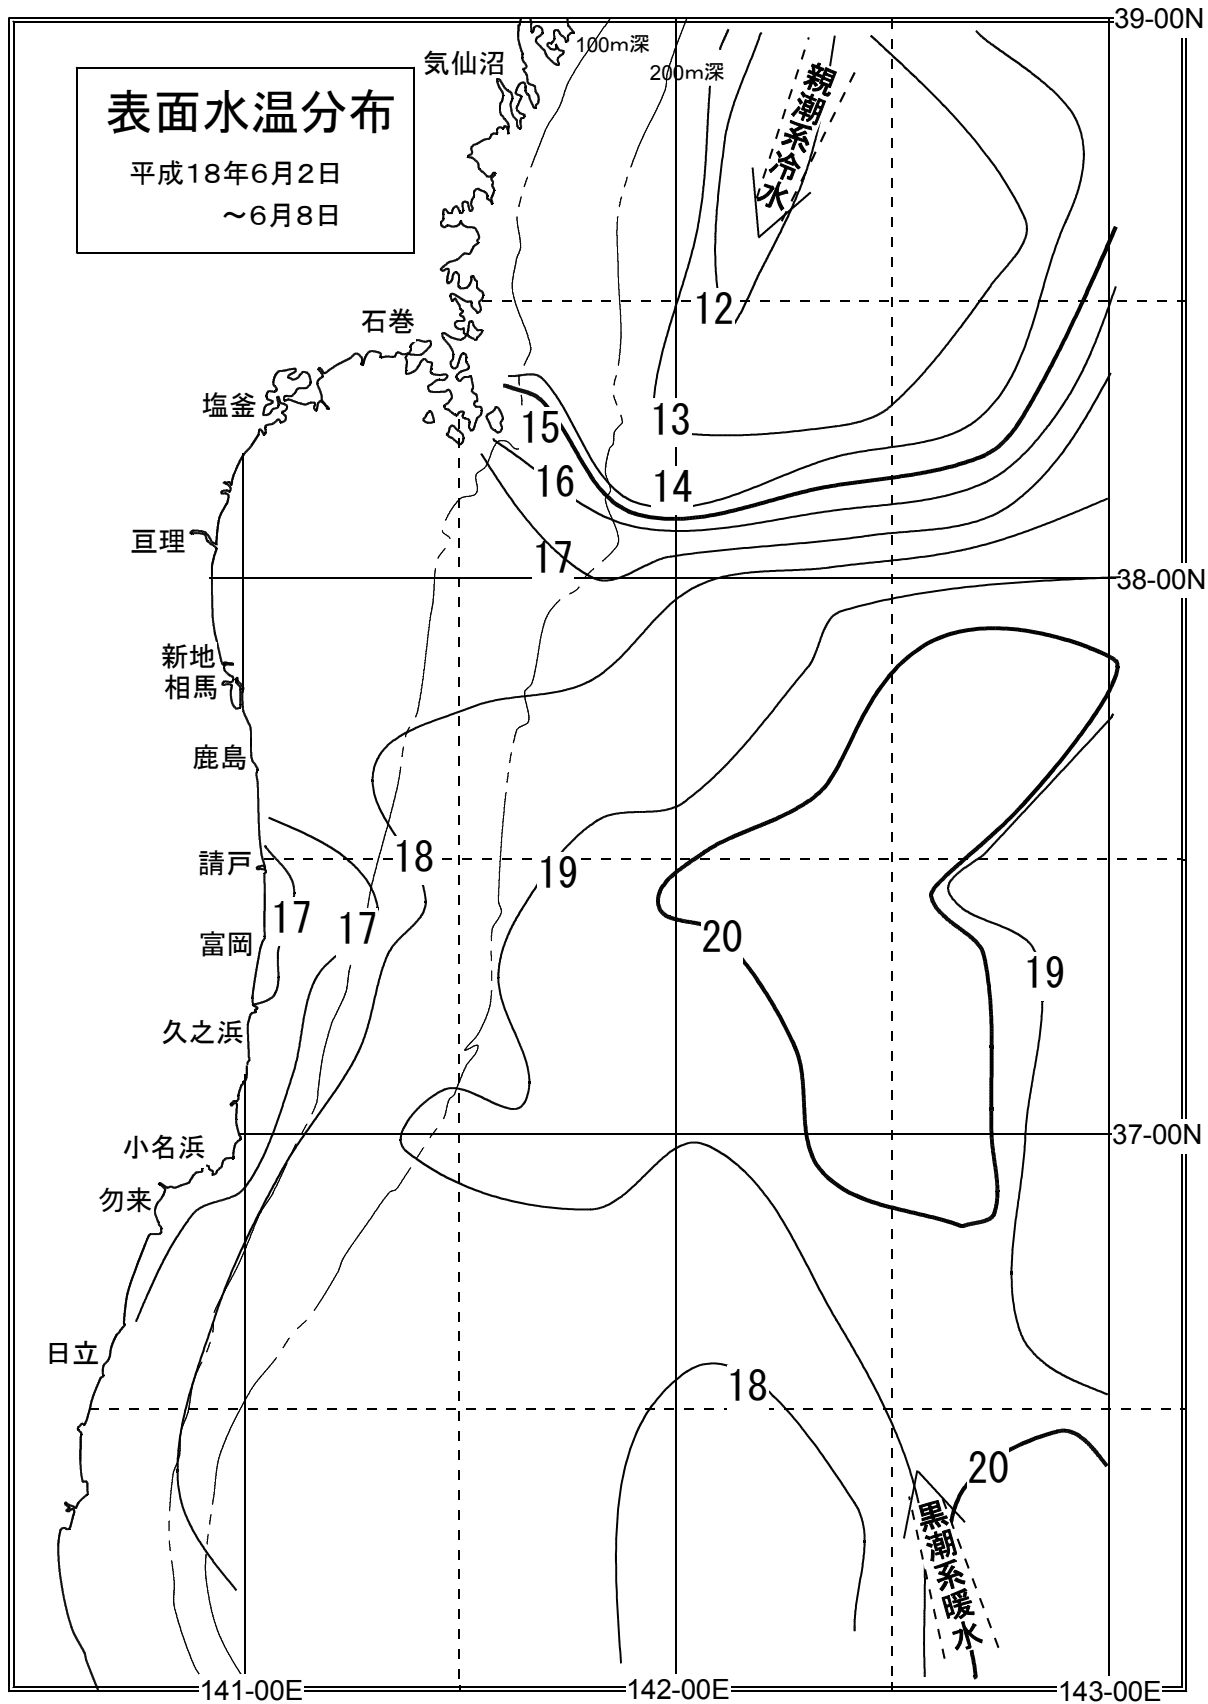 39-00N
100m深
気仙沼
200m深
表面水温分布
平成18年6月2日
～6月8日
親潮系冷水
12
石巻
塩釜
13
15
16
14
亘理
17
38-00N
新地
相馬
鹿島
18
19
請戸
17
17
20
富岡
19
久之浜
37-00N
小名浜
勿来
日立
18
20
黒潮系暖水
141-00E
142-00E
143-00E